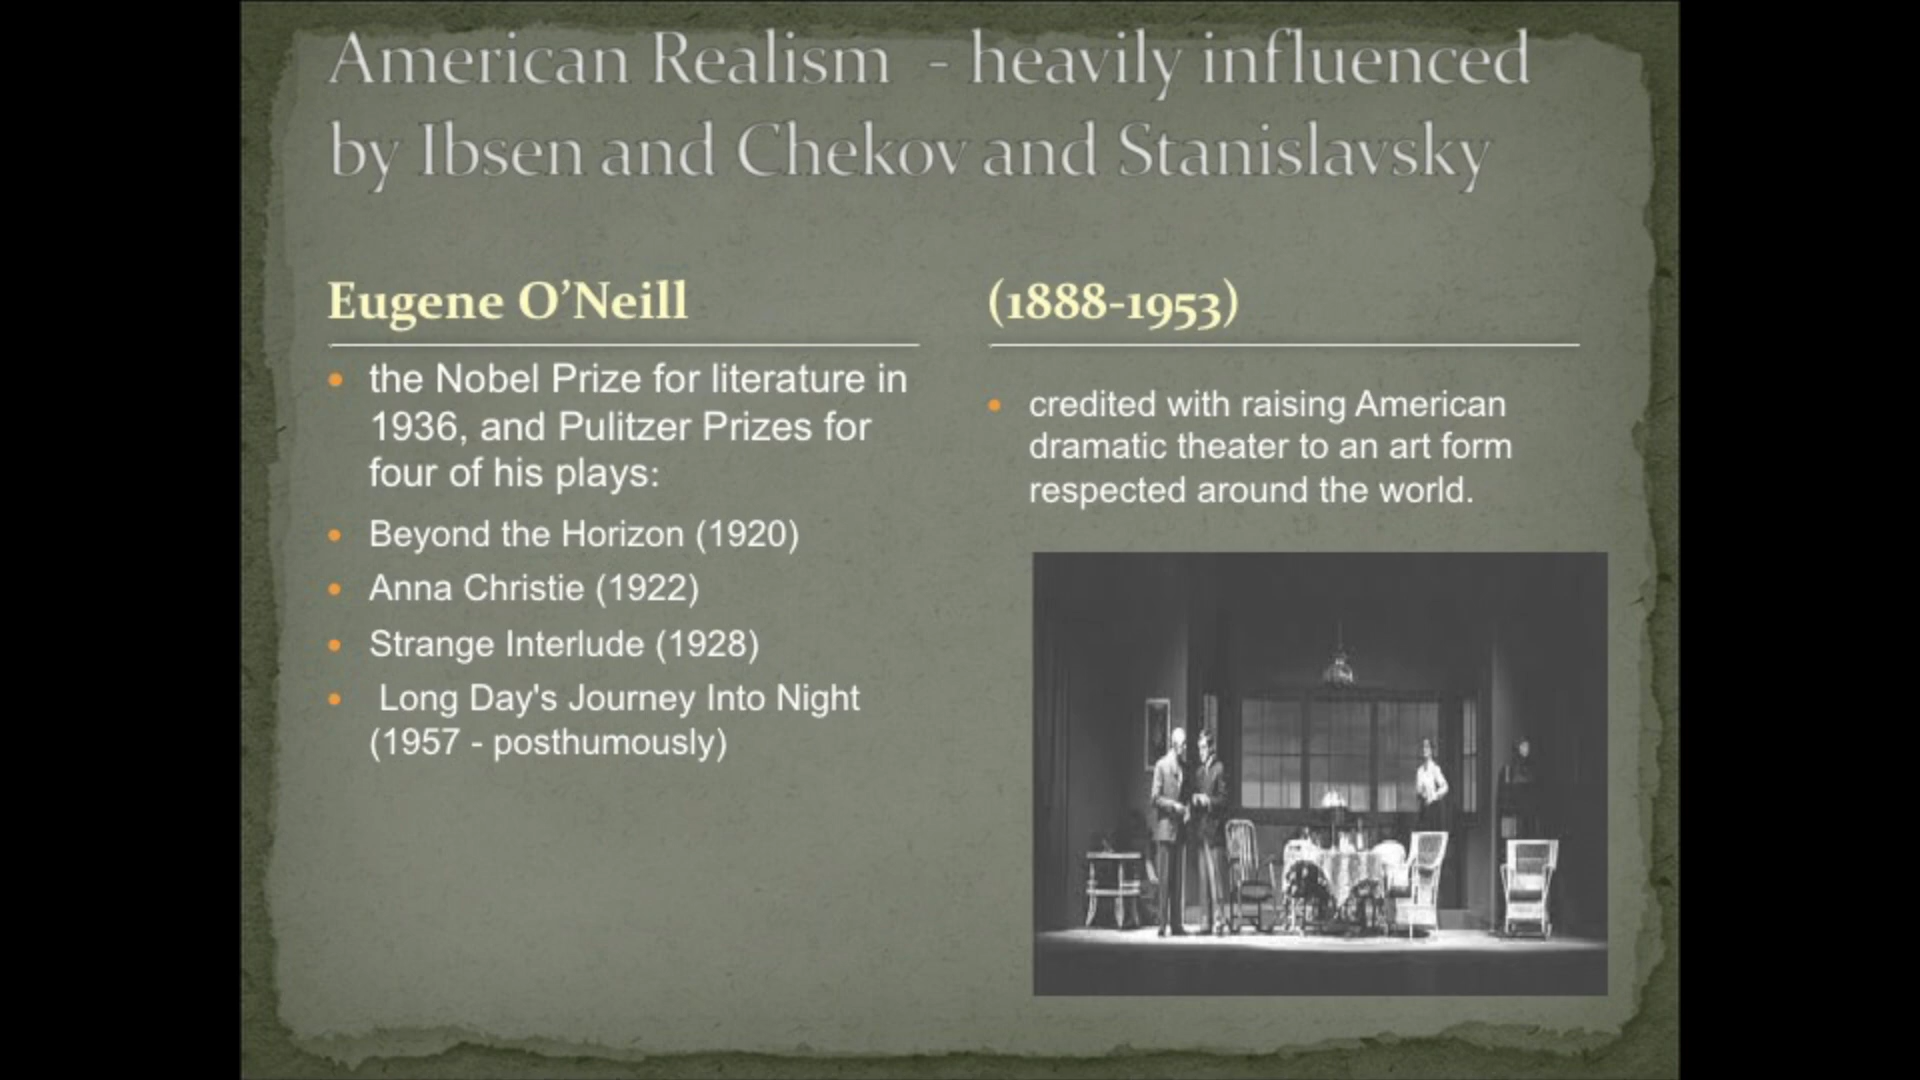 American Realism - heavily influenced
by Ibsen and Chekov and Stanislavsky
Eugene O’Neill
the Nobel Prize for literature in
1936, and Pulitzer Prizes for
four of his plays:
Beyond the Horizon (1920)
Anna Christie (1922)
Strange Interlude (1928)
Long Day's Journey Into Night
(1957 - posthumously)
(1888-1953)
credited with raising American
dramatic theater to an art form
respected around the world.